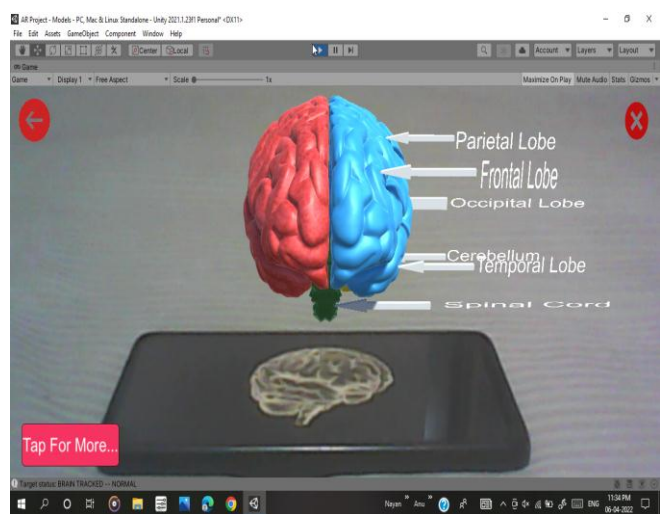 AR Project - Models - PC, Mac & Linux Standalone - Unity 2021.1.23f1 Personal* <DX11>
File Edit Assets GameObject Component Window Help
Center Local Account Layers Layout
Game
Game Display 1 Free Aspect Scale 1x Maximize On Play Mute Audio Stats Gizmos
Parietal Lobe
Frontal Lobe
Occipital Lobe
Cerebellum
Temporal Lobe
Spinal Cord
Tap For More...
Target status: BRAIN TRACKED -- NORMAL
Nayan Anu ENG 11:34 PM
06-04-2022